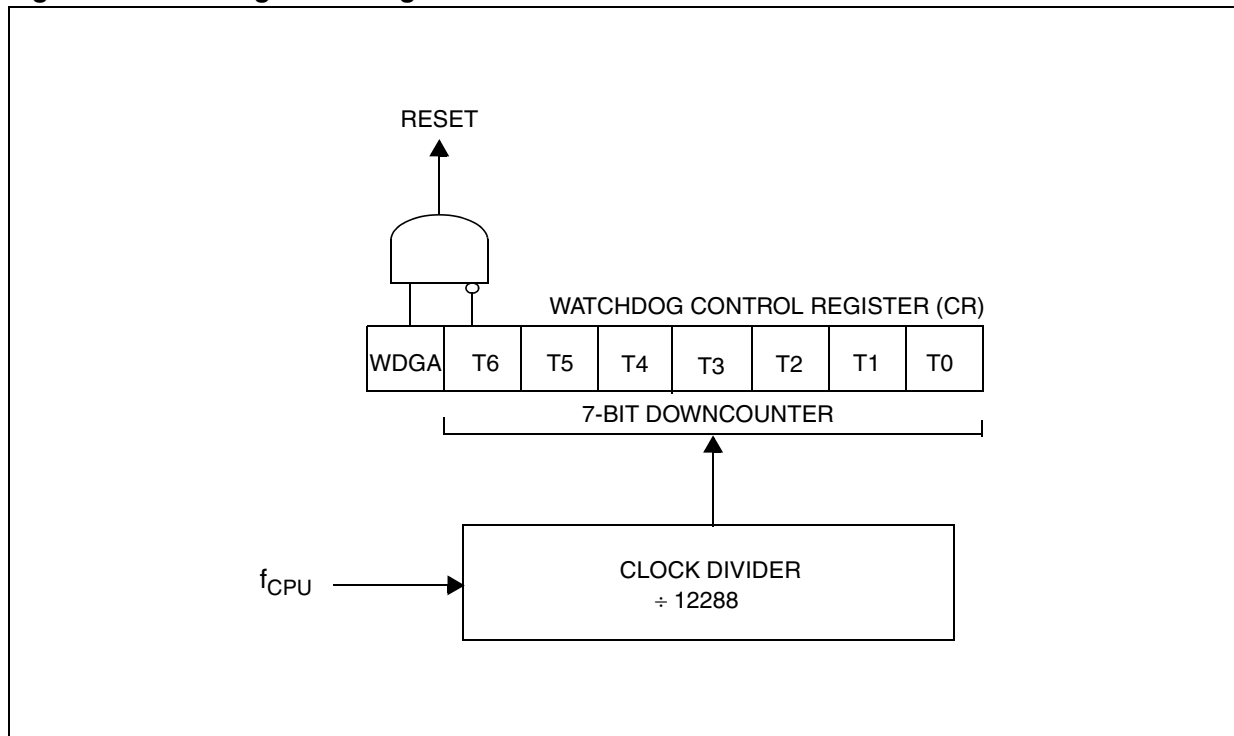 RESET
WATCHDOG CONTROL REGISTER (CR)
WDGA T6 T5 T4 T3 T2 T1 T0
7-BIT DOWNCOUNTER
fCPU
CLOCK DIVIDER
÷ 12288